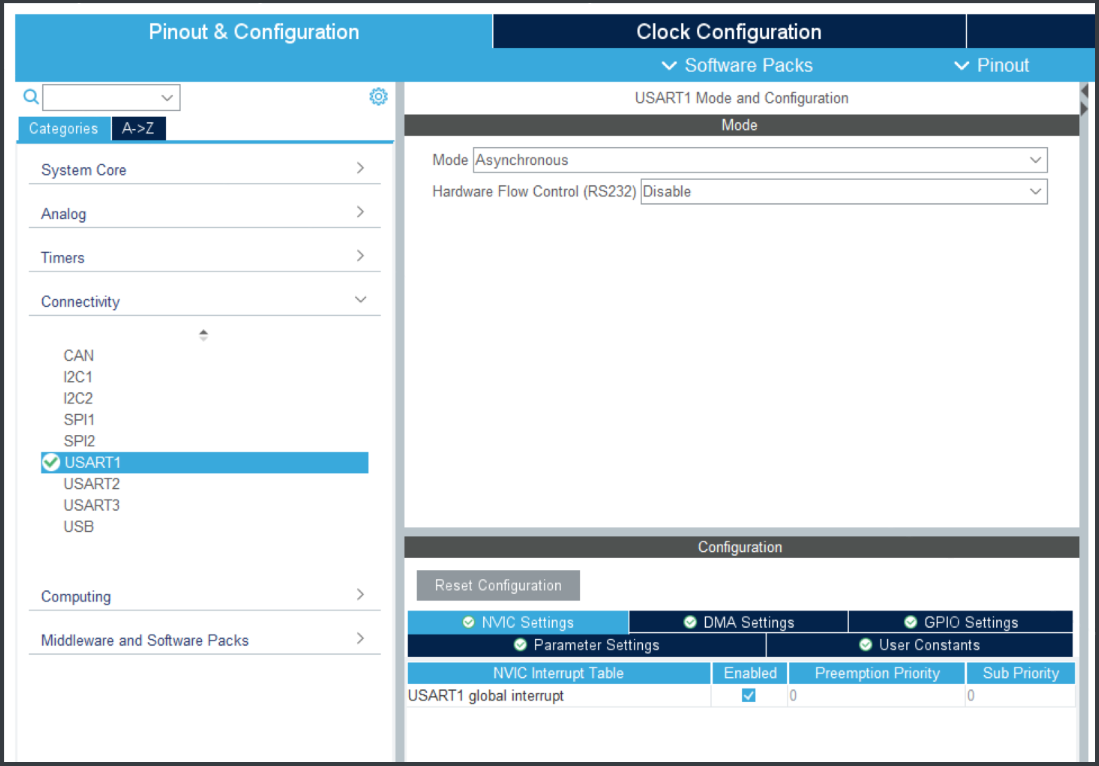 Pinout & Configuration
Clock Configuration
Software Packs
Pinout
Categories
A->Z
System Core
Analog
Timers
Connectivity
CAN
I2C1
I2C2
SPI1
SPI2
USART1
USART2
USART3
USB
Computing
Middleware and Software Packs
USART1 Mode and Configuration
Mode
Mode Asynchronous
Hardware Flow Control (RS232) Disable
Configuration
Reset Configuration
NVIC Settings
DMA Settings
GPIO Settings
Parameter Settings
User Constants
NVIC Interrupt Table Enabled Preemption Priority Sub Priority
USART1 global interrupt 0 0